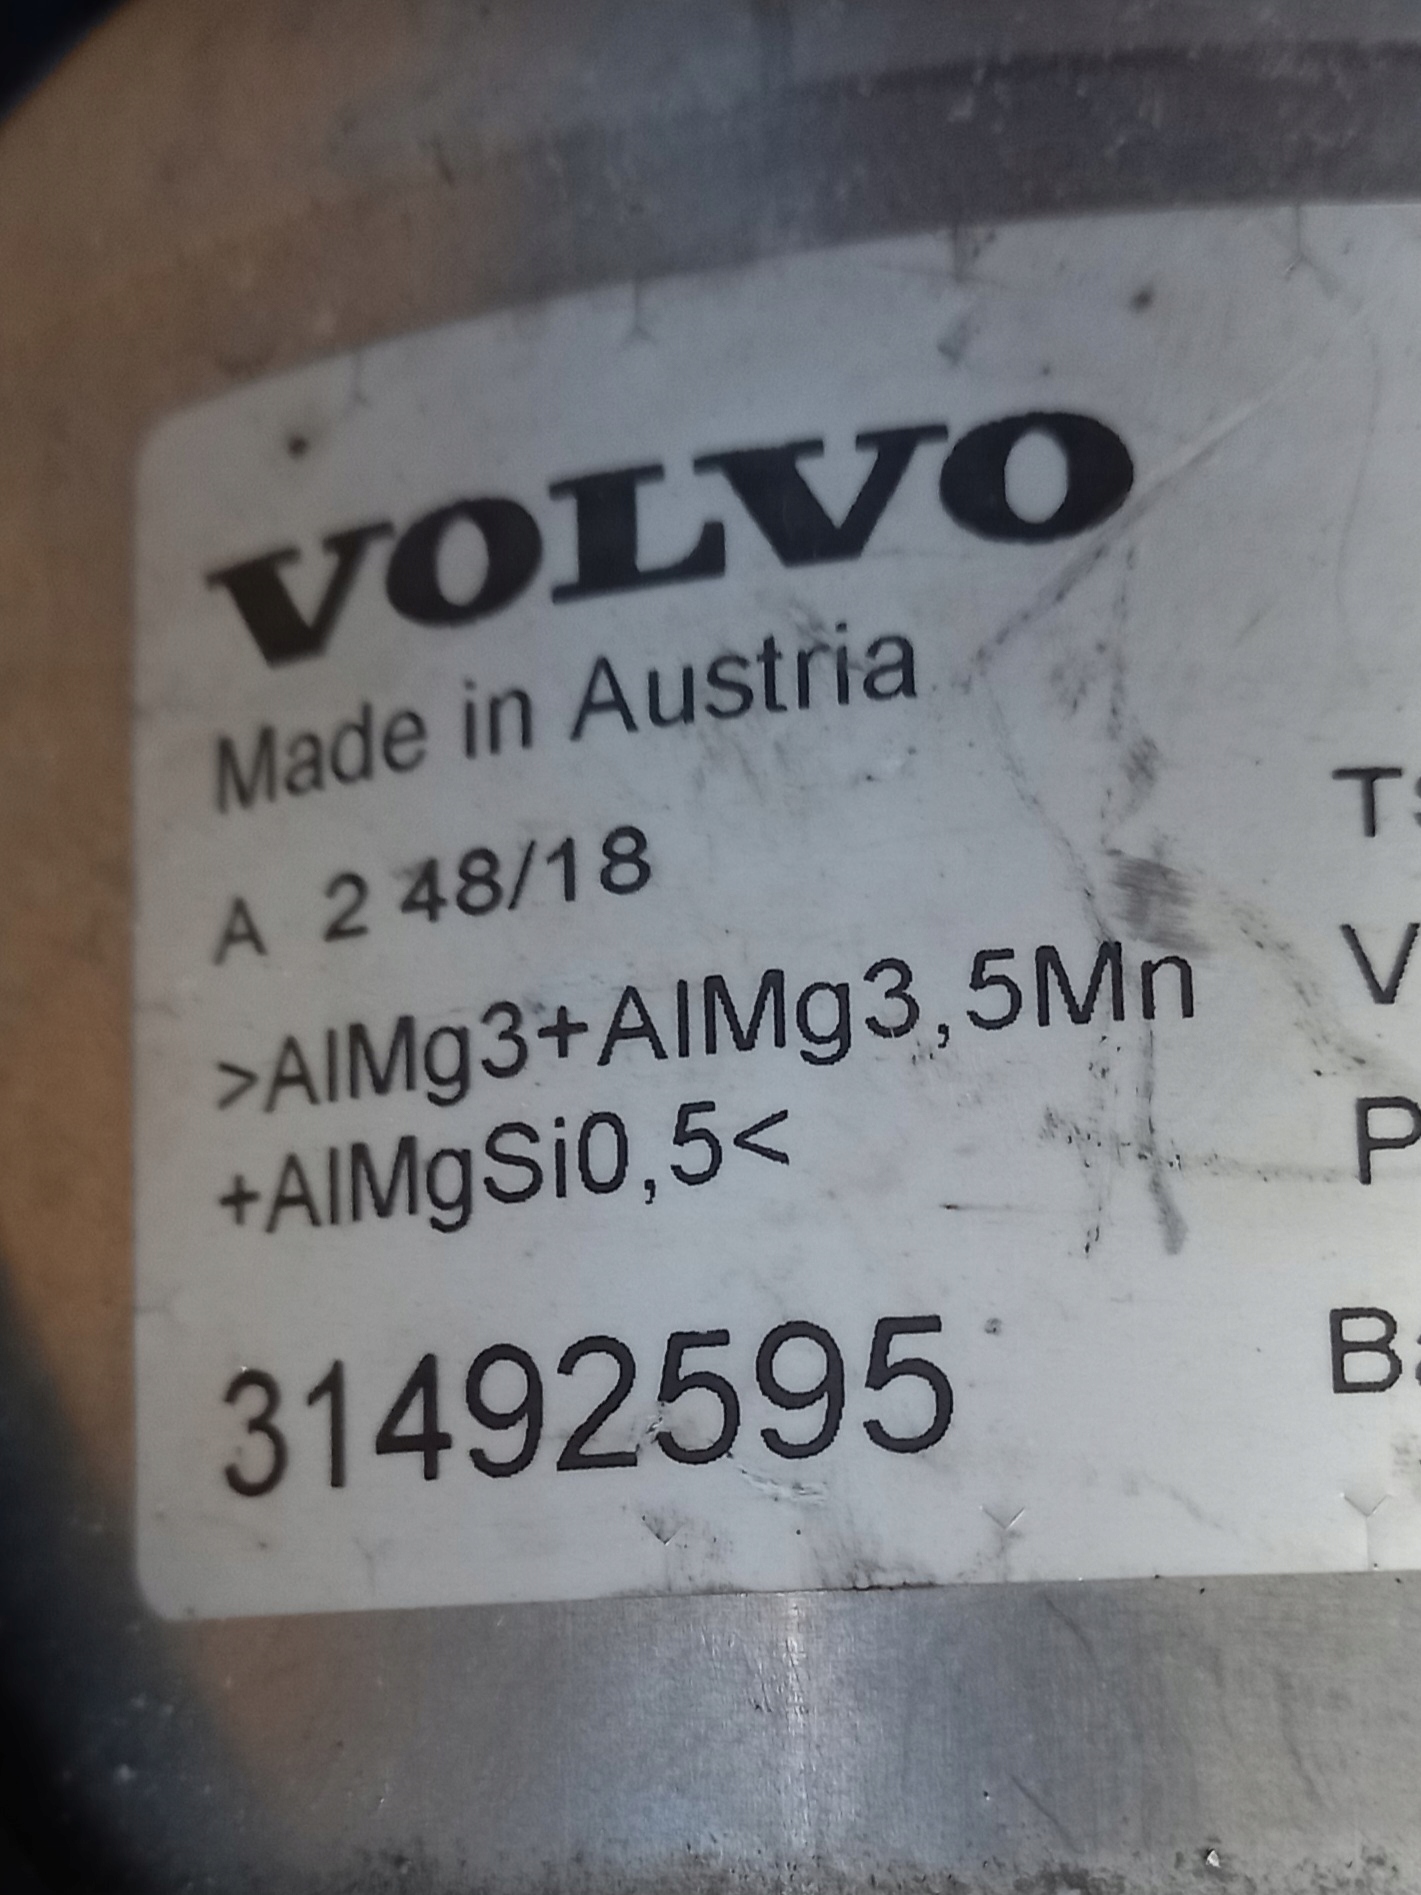 VOLVO
Made in Austria
A 2 48/18
>AlMg3+AlMg3,5Mn
+AlMgSi0,5<
31492595
V
P